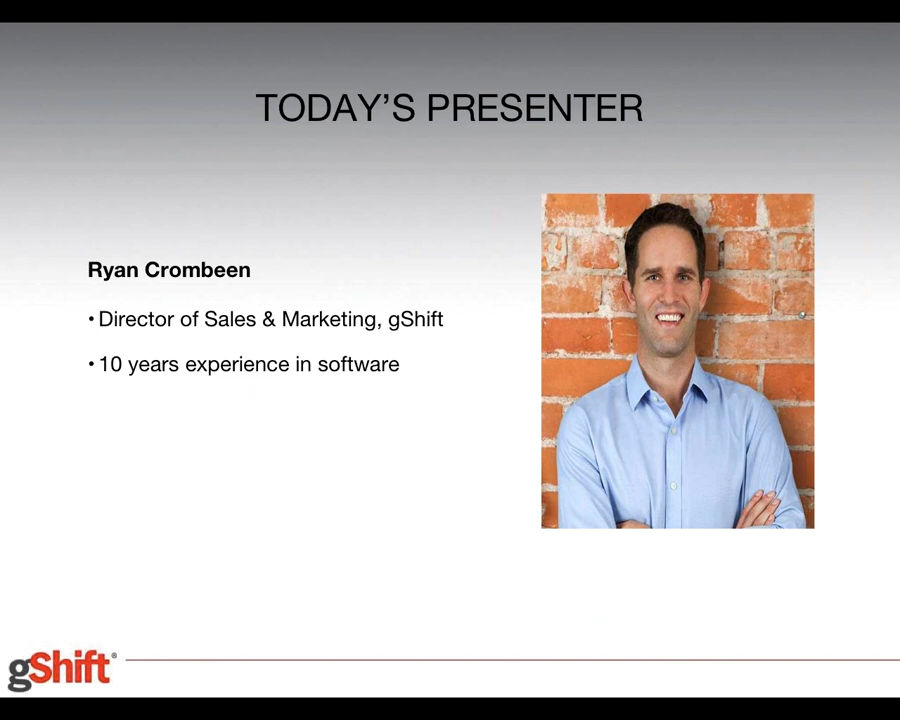 TODAY’S PRESENTER
Ryan Crombeen
• Director of Sales & Marketing, gShift
• 10 years experience in software
gShift®